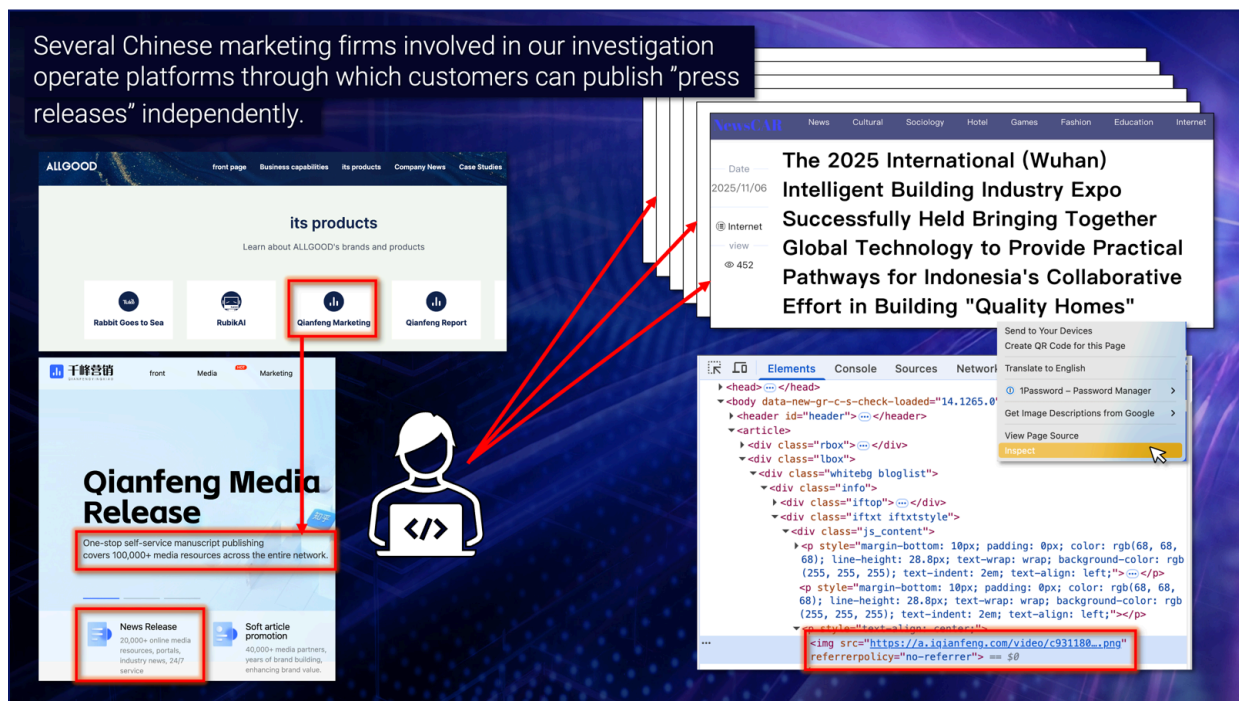 Several Chinese marketing firms involved in our investigation
operate platforms through which customers can publish "press
releases" independently.
ALLGOOD
front page Business capabilities its products Company News Case Studies
its products
Learn about ALLGOOD's brands and products
Rabbit Goes to Sea RubikAI Qianfeng Marketing Qianfeng Report
千峰营销
front Media Marketing
Qianfeng Media
Release
One-stop self-service manuscript publishing
covers 100,000+ media resources across the entire network.
News Release
20,000+ online media
resources, portals,
industry news, 24/7
service
Soft article
promotion
40,000+ media partners,
years of brand building,
enhancing brand value.
</>
News Cultural Sociology Hotel Games Fashion Education Internet
Date
2025/11/06
Internet
view
452
The 2025 International (Wuhan)
Intelligent Building Industry Expo
Successfully Held Bringing Together
Global Technology to Provide Practical
Pathways for Indonesia's Collaborative
Effort in Building "Quality Homes"
Send to Your Devices
Create QR Code for this Page
Translate to English
1Password – Password Manager
Get Image Descriptions from Google
View Page Source
Inspect
Elements Console Sources Network
<head> ⋯ </head>
<body data-new-gr-c-s-check-loaded="14.1265.0"
<header id="header"> ⋯ </header>
<article>
<div class="rbox"> ⋯ </div>
<div class="lbox">
<div class="whitebg bloglist">
<div class="info">
<div class="iftop"> ⋯ </div>
<div class="iftxt iftxtstyle">
<div class="js_content">
<p style="margin-bottom: 10px; padding: 0px; color: rgb(68, 68,
68); line-height: 28.8px; text-wrap: wrap; background-color: rgb
(255, 255, 255); text-indent: 2em; text-align: left;"> ⋯ </p>
<p style="margin-bottom: 10px; padding: 0px; color: rgb(68, 68,
68); line-height: 28.8px; text-wrap: wrap; background-color: rgb
(255, 255, 255); text-indent: 2em; text-align: left;"></p>
<p style="text-align: center;">
<img src="https://a.iqianfeng.com/video/c931180….png"
referrerpolicy="no-referrer"> == $0